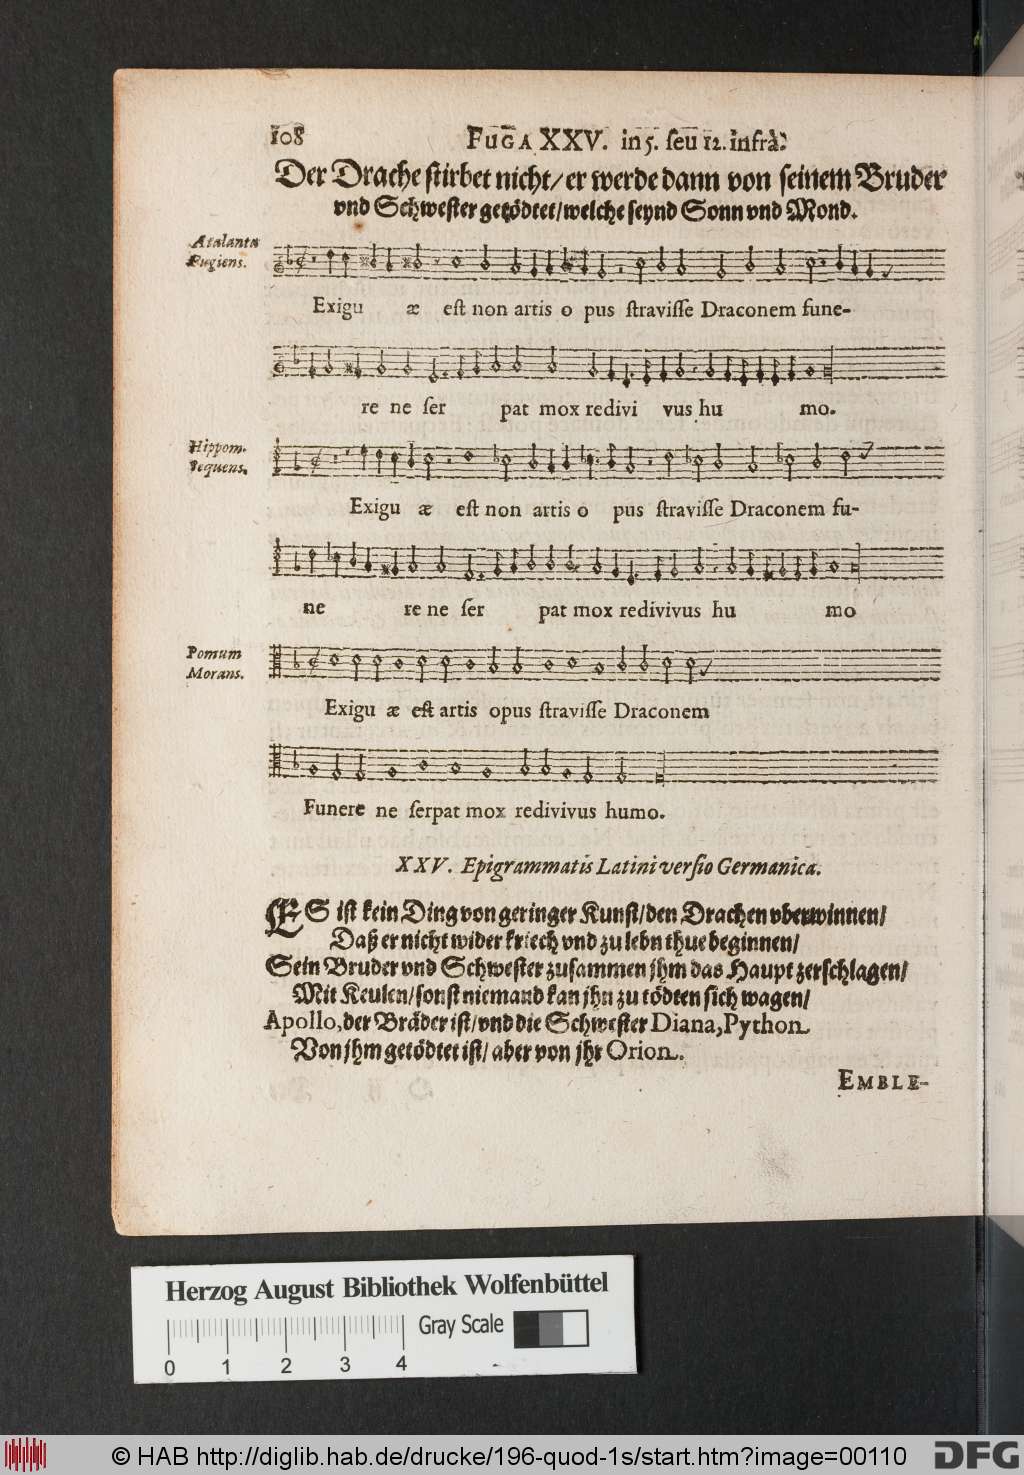 108
FUGA XXV. in 5. seu 12. infrà.
Der Drache stirbet nicht/ er werde dann von seinem Bruder
vnd Schwester getödtet/ welche seynd Sonn vnd Mond.
Atalanta
Fugiens.
Exigu æ est non artis o pus stravisse Draconem fune-
re ne ser pat mox redivi vus hu mo.
Hippom.
sequens.
Exigu æ est non artis o pus stravisse Draconem fu-
ne re ne ser pat mox redivivus hu mo
Pomum
Morans.
Exigu æ est artis opus stravisse Draconem
Funere ne serpat mox redivivus humo.
XXV. Epigrammatis Latini versio Germanica.
ES ist kein Ding von geringer Kunst/ den Drachen vberwinnen/
Daß er nicht wider kriech vnd zu lebn thue beginnen/
Sein Bruder vnd Schwester zusammen jhm das Haupt zerschlagen/
Mit Keulen/ sonst niemand kan jhn zu tödten sich wagen/
Apollo, der Bräder ist/ vnd die Schwester Diana, Python
Von jhm getödtet ist/ aber von jhr Orion.
EMBLE-
Herzog August Bibliothek Wolfenbüttel
Gray Scale
0 1 2 3 4
© HAB http://diglib.hab.de/drucke/196-quod-1s/start.htm?image=00110
DFG